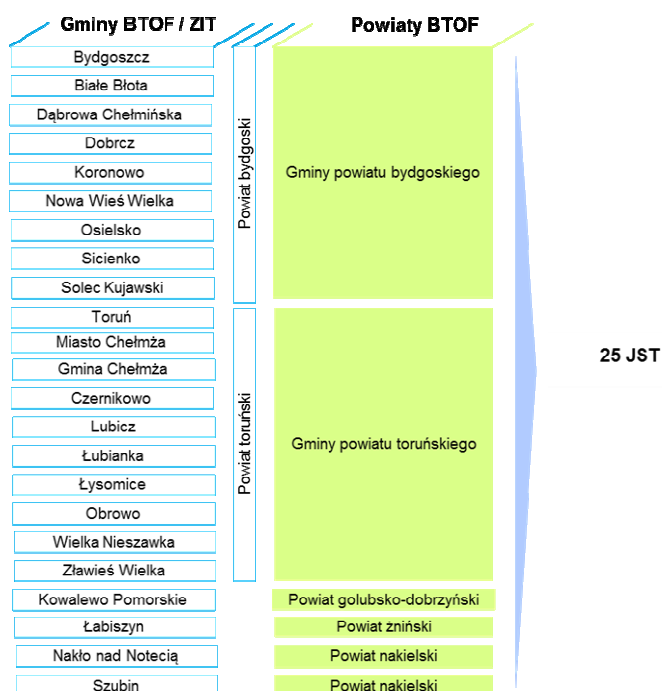 Gminy BTOF / ZIT
Powiaty BTOF
Bydgoszcz
Białe Błota
Dąbrowa Chełmińska
Dobrcz
Koronowo
Nowa Wieś Wielka
Osielsko
Sicienko
Solec Kujawski
Powiat bydgoski
Gminy powiatu bydgoskiego
Toruń
Miasto Chełmża
Gmina Chełmża
Czernikowo
Lubicz
Łubianka
Łysomice
Obrowo
Wielka Nieszawka
Zławieś Wielka
Powiat toruński
Gminy powiatu toruńskiego
Kowalewo Pomorskie
Powiat golubsko-dobrzyński
Łabiszyn
Powiat żniński
Nakło nad Notecią
Powiat nakielski
Szubin
Powiat nakielski
25 JST